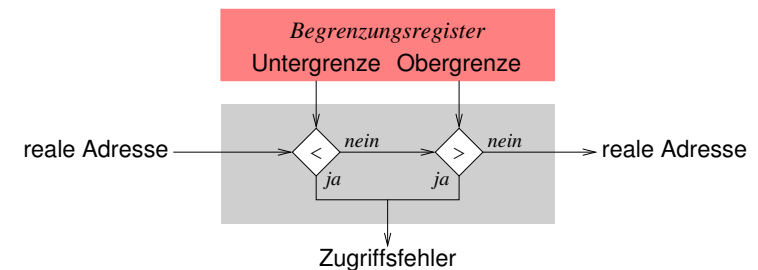 Begrenzungsregister
Untergrenze Obergrenze
reale Adresse < nein > nein reale Adresse
ja ja
Zugriffsfehler